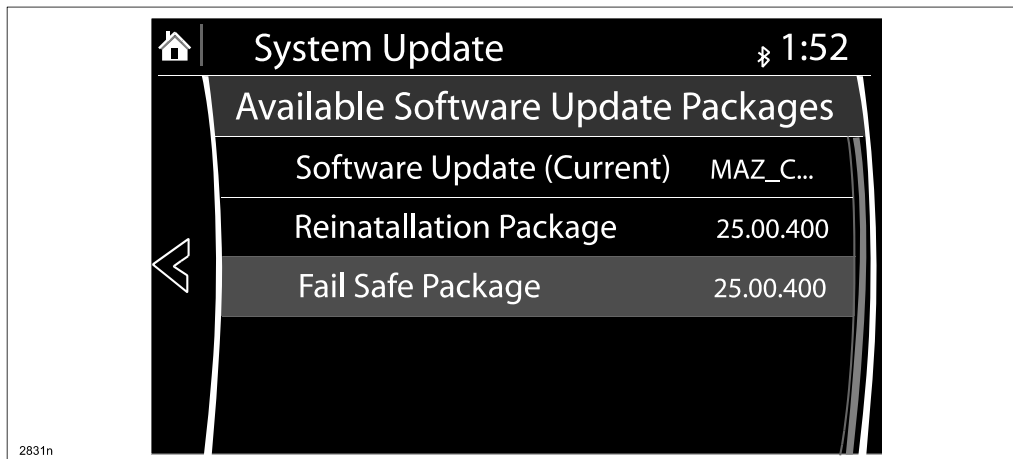 System Update 1:52
Available Software Update Packages
Software Update (Current) MAZ_C...
Reinatallation Package 25.00.400
Fail Safe Package 25.00.400
2831n